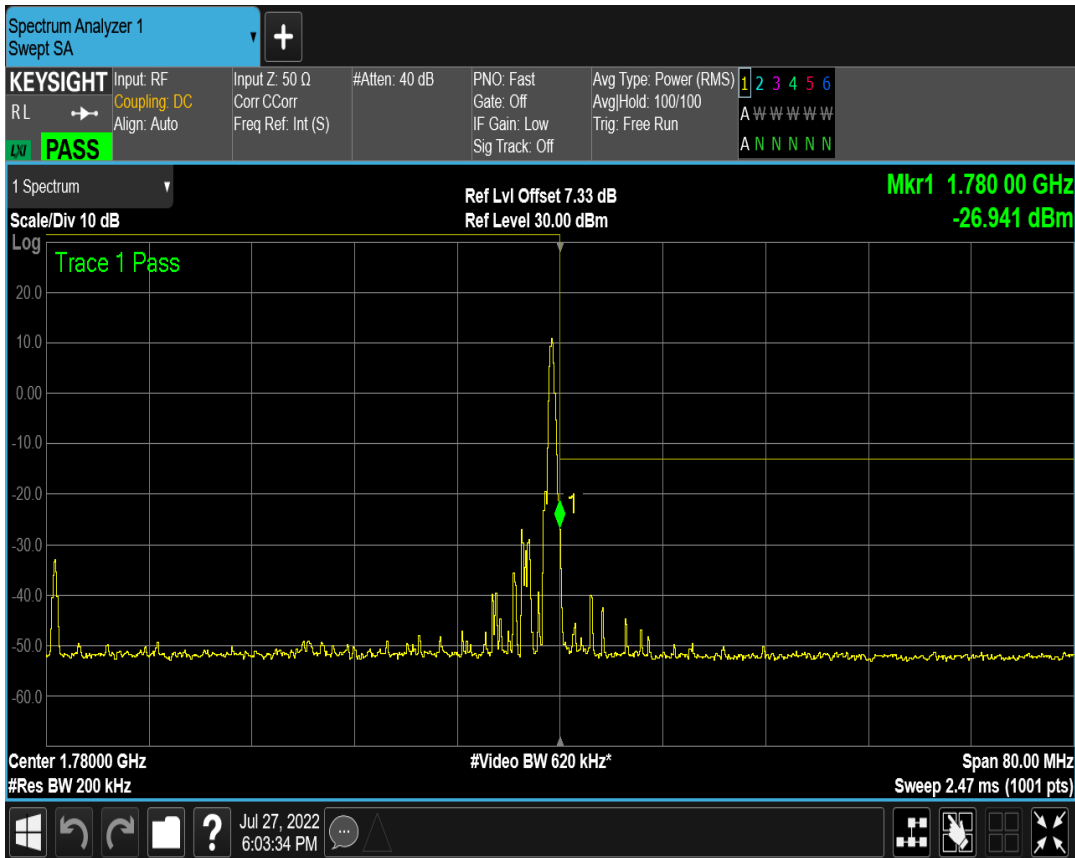 Spectrum Analyzer 1
Swept SA
+
KEYSIGHT
RL
LXI
PASS
Input: RF
Coupling: DC
Align: Auto
Input Z: 50 Ω
Corr CCorr
Freq Ref: Int (S)
#Atten: 40 dB
PNO: Fast
Gate: Off
IF Gain: Low
Sig Track: Off
Avg Type: Power (RMS)
Avg|Hold: 100/100
Trig: Free Run
1 2 3 4 5 6
A W W W W W
A N N N N N
1 Spectrum
Scale/Div 10 dB
Ref Lvl Offset 7.33 dB
Ref Level 30.00 dBm
Mkr1 1.780 00 GHz
-26.941 dBm
Log
Trace 1 Pass
20.0
10.0
0.00
-10.0
-20.0
1
-30.0
-40.0
-50.0
-60.0
Center 1.78000 GHz
#Video BW 620 kHz*
Span 80.00 MHz
#Res BW 200 kHz
Sweep 2.47 ms (1001 pts)
?
Jul 27, 2022
6:03:34 PM